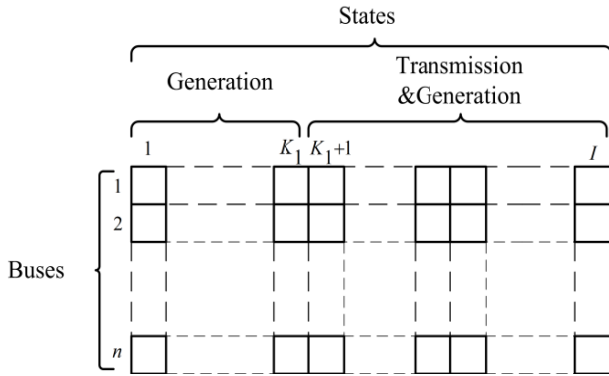 States
Generation
Transmission
&Generation
1 K₁ K₁+1 I
1
2
Buses
n